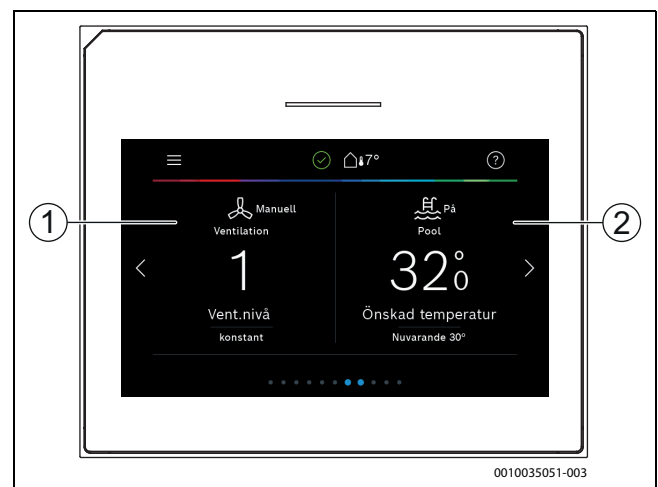 7°
?
Manuell
Ventilation
1
Vent.nivå
konstant
På
Pool
32°0
Önskad temperatur
Nuvarande 30°
1
2
0010035051-003